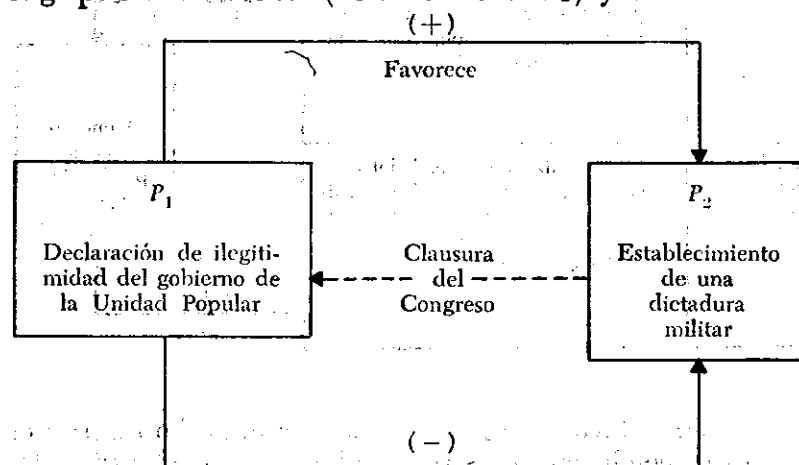 (+)
Favorece
P₁
Declaración de ilegiti-
midad del gobierno de
la Unidad Popular
Clausura
del
Congreso
P₂
Establecimiento
de una
dictadura
militar
(−)